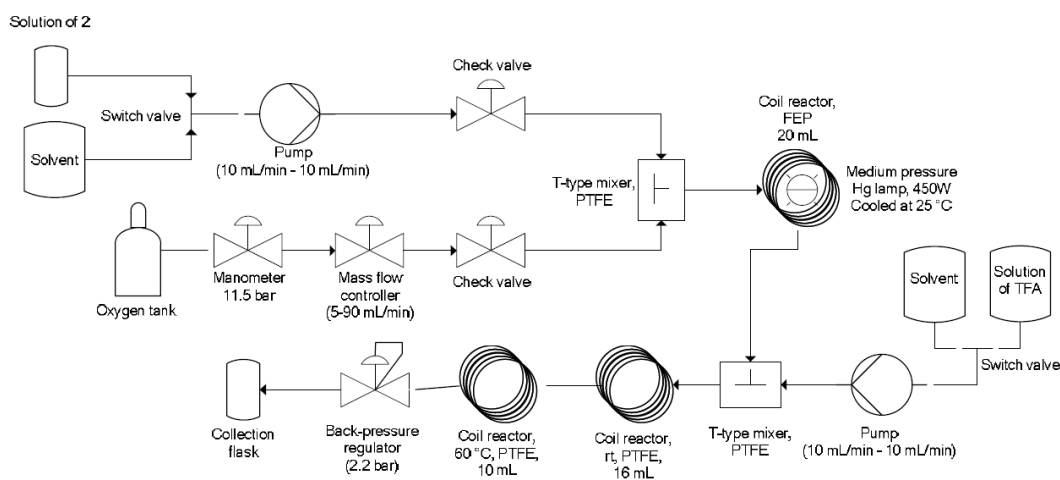 Solution of 2
Switch valve
Solvent
Pump
(10 mL/min - 10 mL/min)
Check valve
T-type mixer,
PTFE
Coil reactor,
FEP
20 mL
Medium pressure
Hg lamp, 450W
Cooled at 25 °C
Oxygen tank
Manometer
11.5 bar
Mass flow
controller
(5-90 mL/min)
Check valve
Solvent
Solution
of TFA
Switch valve
Collection
flask
Back-pressure
regulator
(2.2 bar)
Coil reactor,
60 °C, PTFE,
10 mL
Coil reactor,
rt, PTFE,
16 mL
T-type mixer,
PTFE
Pump
(10 mL/min - 10 mL/min)